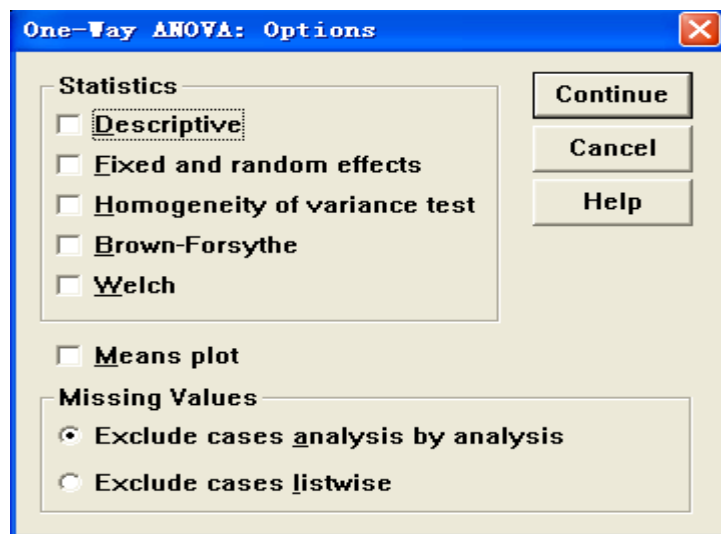 One-Way ANOVA: Options
Statistics
Descriptive
Fixed and random effects
Homogeneity of variance test
Brown-Forsythe
Welch
Continue
Cancel
Help
Means plot
Missing Values
Exclude cases analysis by analysis
Exclude cases listwise